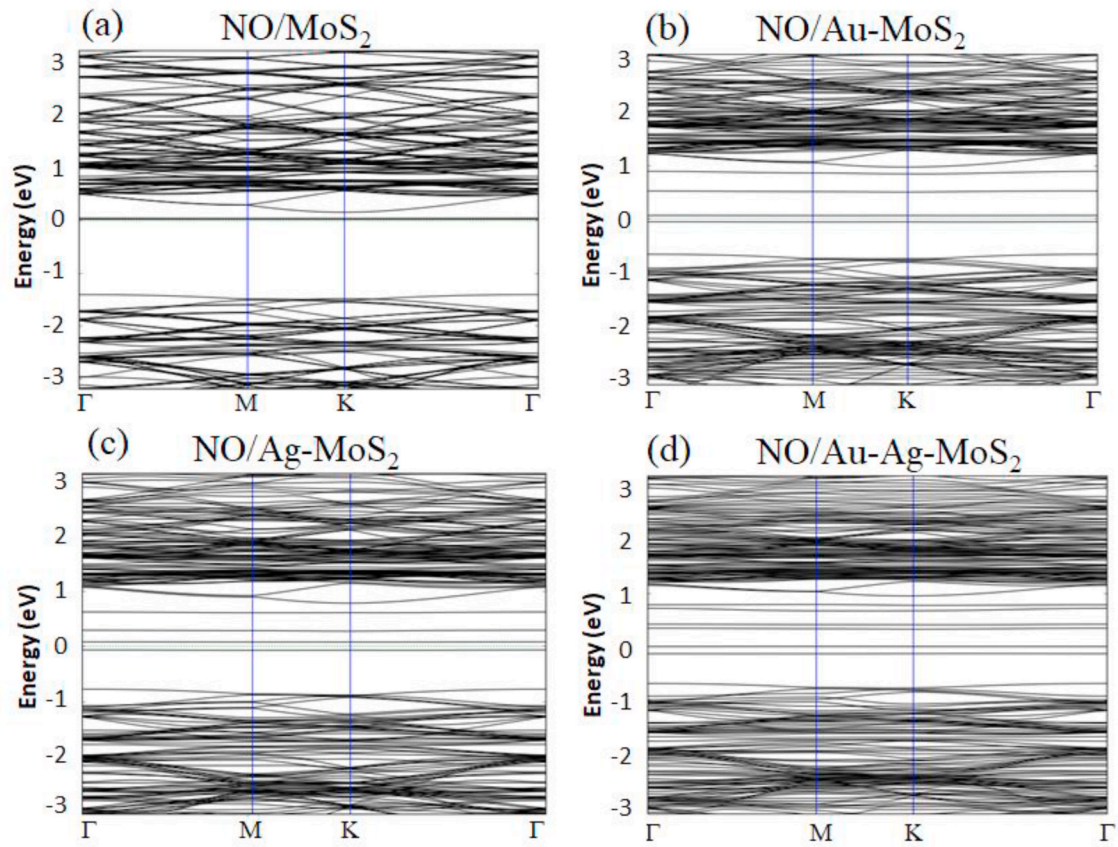 (a) NO/MoS₂
Energy (eV)
3
2
1
0
-1
-2
-3
Γ M K Γ
(b) NO/Au-MoS₂
Energy (eV)
3
2
1
0
-1
-2
-3
Γ M K Γ
(c) NO/Ag-MoS₂
Energy (eV)
3
2
1
0
-1
-2
-3
Γ M K Γ
(d) NO/Au-Ag-MoS₂
Energy (eV)
3
2
1
0
-1
-2
-3
Γ M K Γ